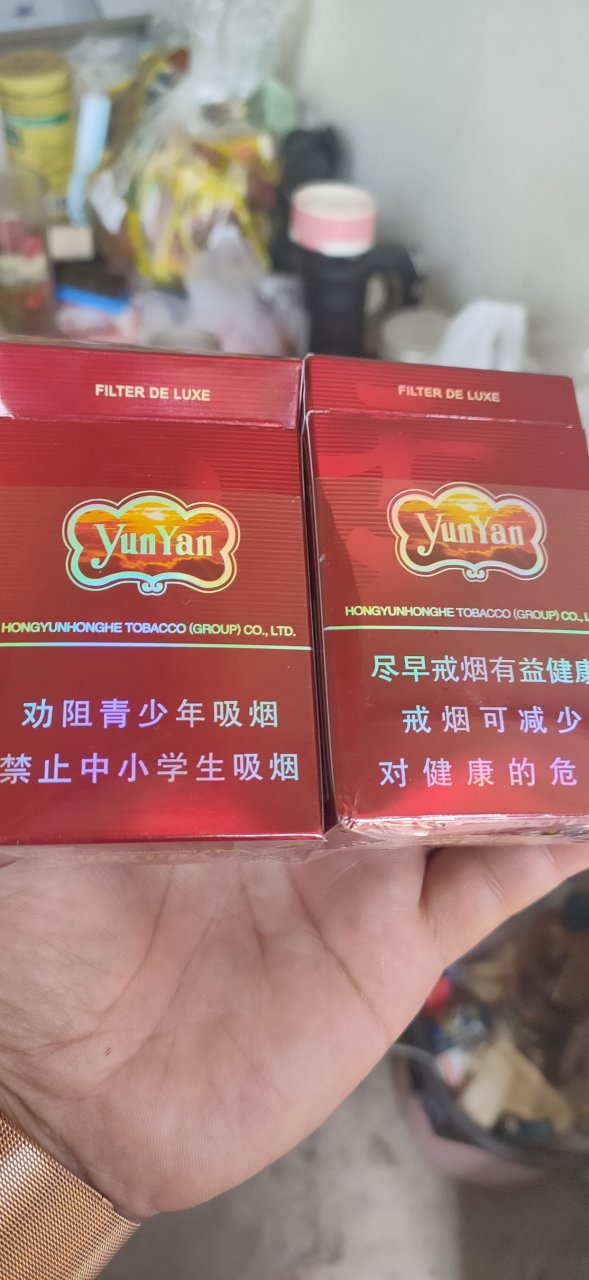 FILTER DE LUXE
YunYan
HONGYUNHONGHE TOBACCO (GROUP) CO., LTD.
劝阻青少年吸烟
禁止中小学生吸烟
FILTER DE LUXE
YunYan
HONGYUNHONGHE TOBACCO (GROUP) CO., L
尽早戒烟有益健康
戒烟可减少
对健康的危